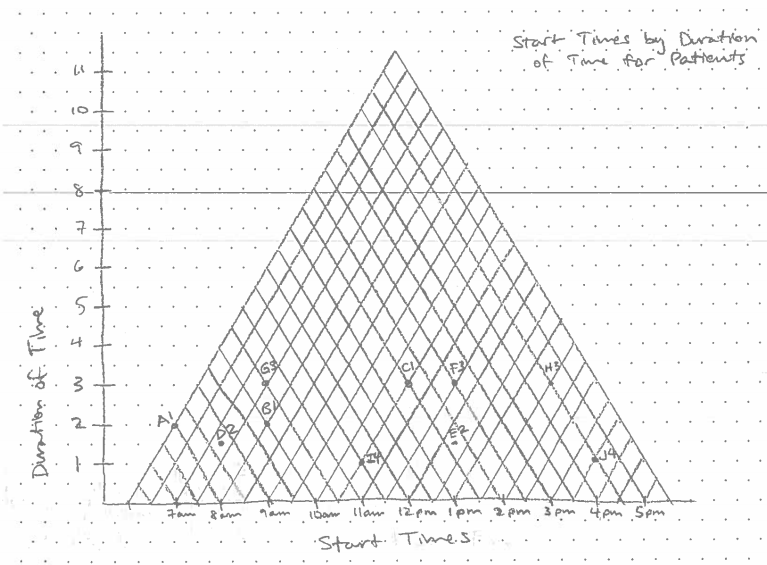 Start Times by Duration
of Time for Patients
11
10
9
8
7
6
5
4
3
2
1
Duration of Time
G3
C1
F3
H3
A1
B1
D2
E2
I4
J4
7am 8am 9am 10am 11am 12pm 1pm 2pm 3pm 4pm 5pm
Start Times